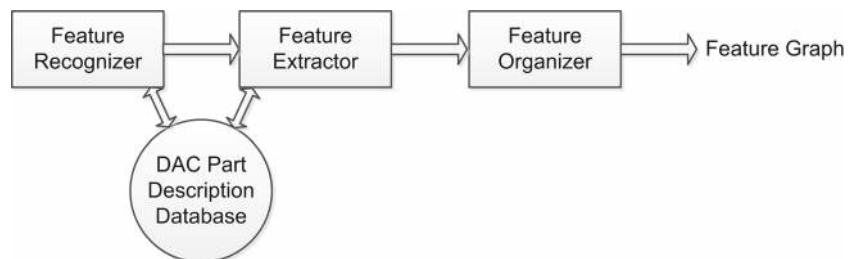 Feature
Recognizer
Feature
Extractor
Feature
Organizer
Feature Graph
DAC Part
Description
Database